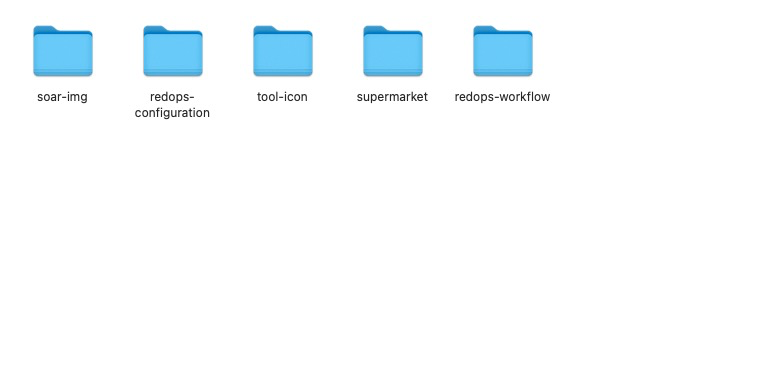 soar-img
redops-
configuration
tool-icon
supermarket
redops-workflow